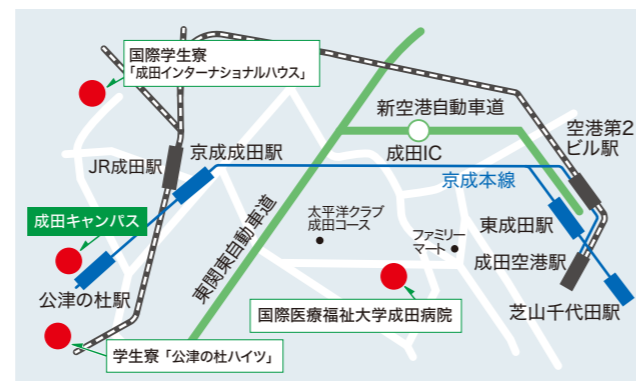 国際学生寮
「成田インターナショナルハウス」
新空港自動車道
空港第2
ビル駅
JR成田駅
京成成田駅
成田IC
京成本線
成田キャンパス
太平洋クラブ
成田コース
東関東自動車道
ファミリー
マート
東成田駅
成田空港駅
公津の杜駅
国際医療福祉大学成田病院
芝山千代田駅
学生寮「公津の杜ハイツ」